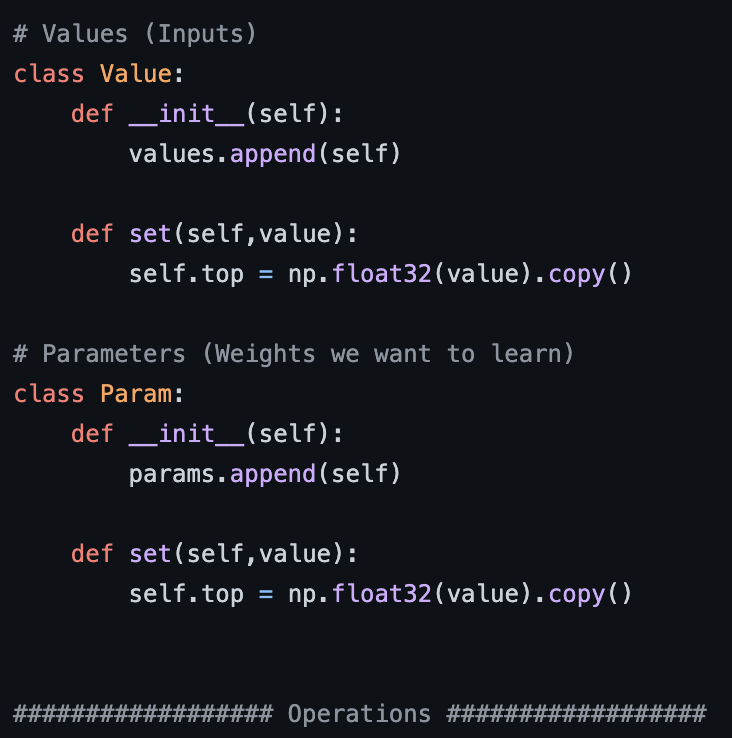 # Values (Inputs)
class Value:
    def __init__(self):
        values.append(self)

    def set(self,value):
        self.top = np.float32(value).copy()

# Parameters (Weights we want to learn)
class Param:
    def __init__(self):
        params.append(self)

    def set(self,value):
        self.top = np.float32(value).copy()


################## Operations ##################